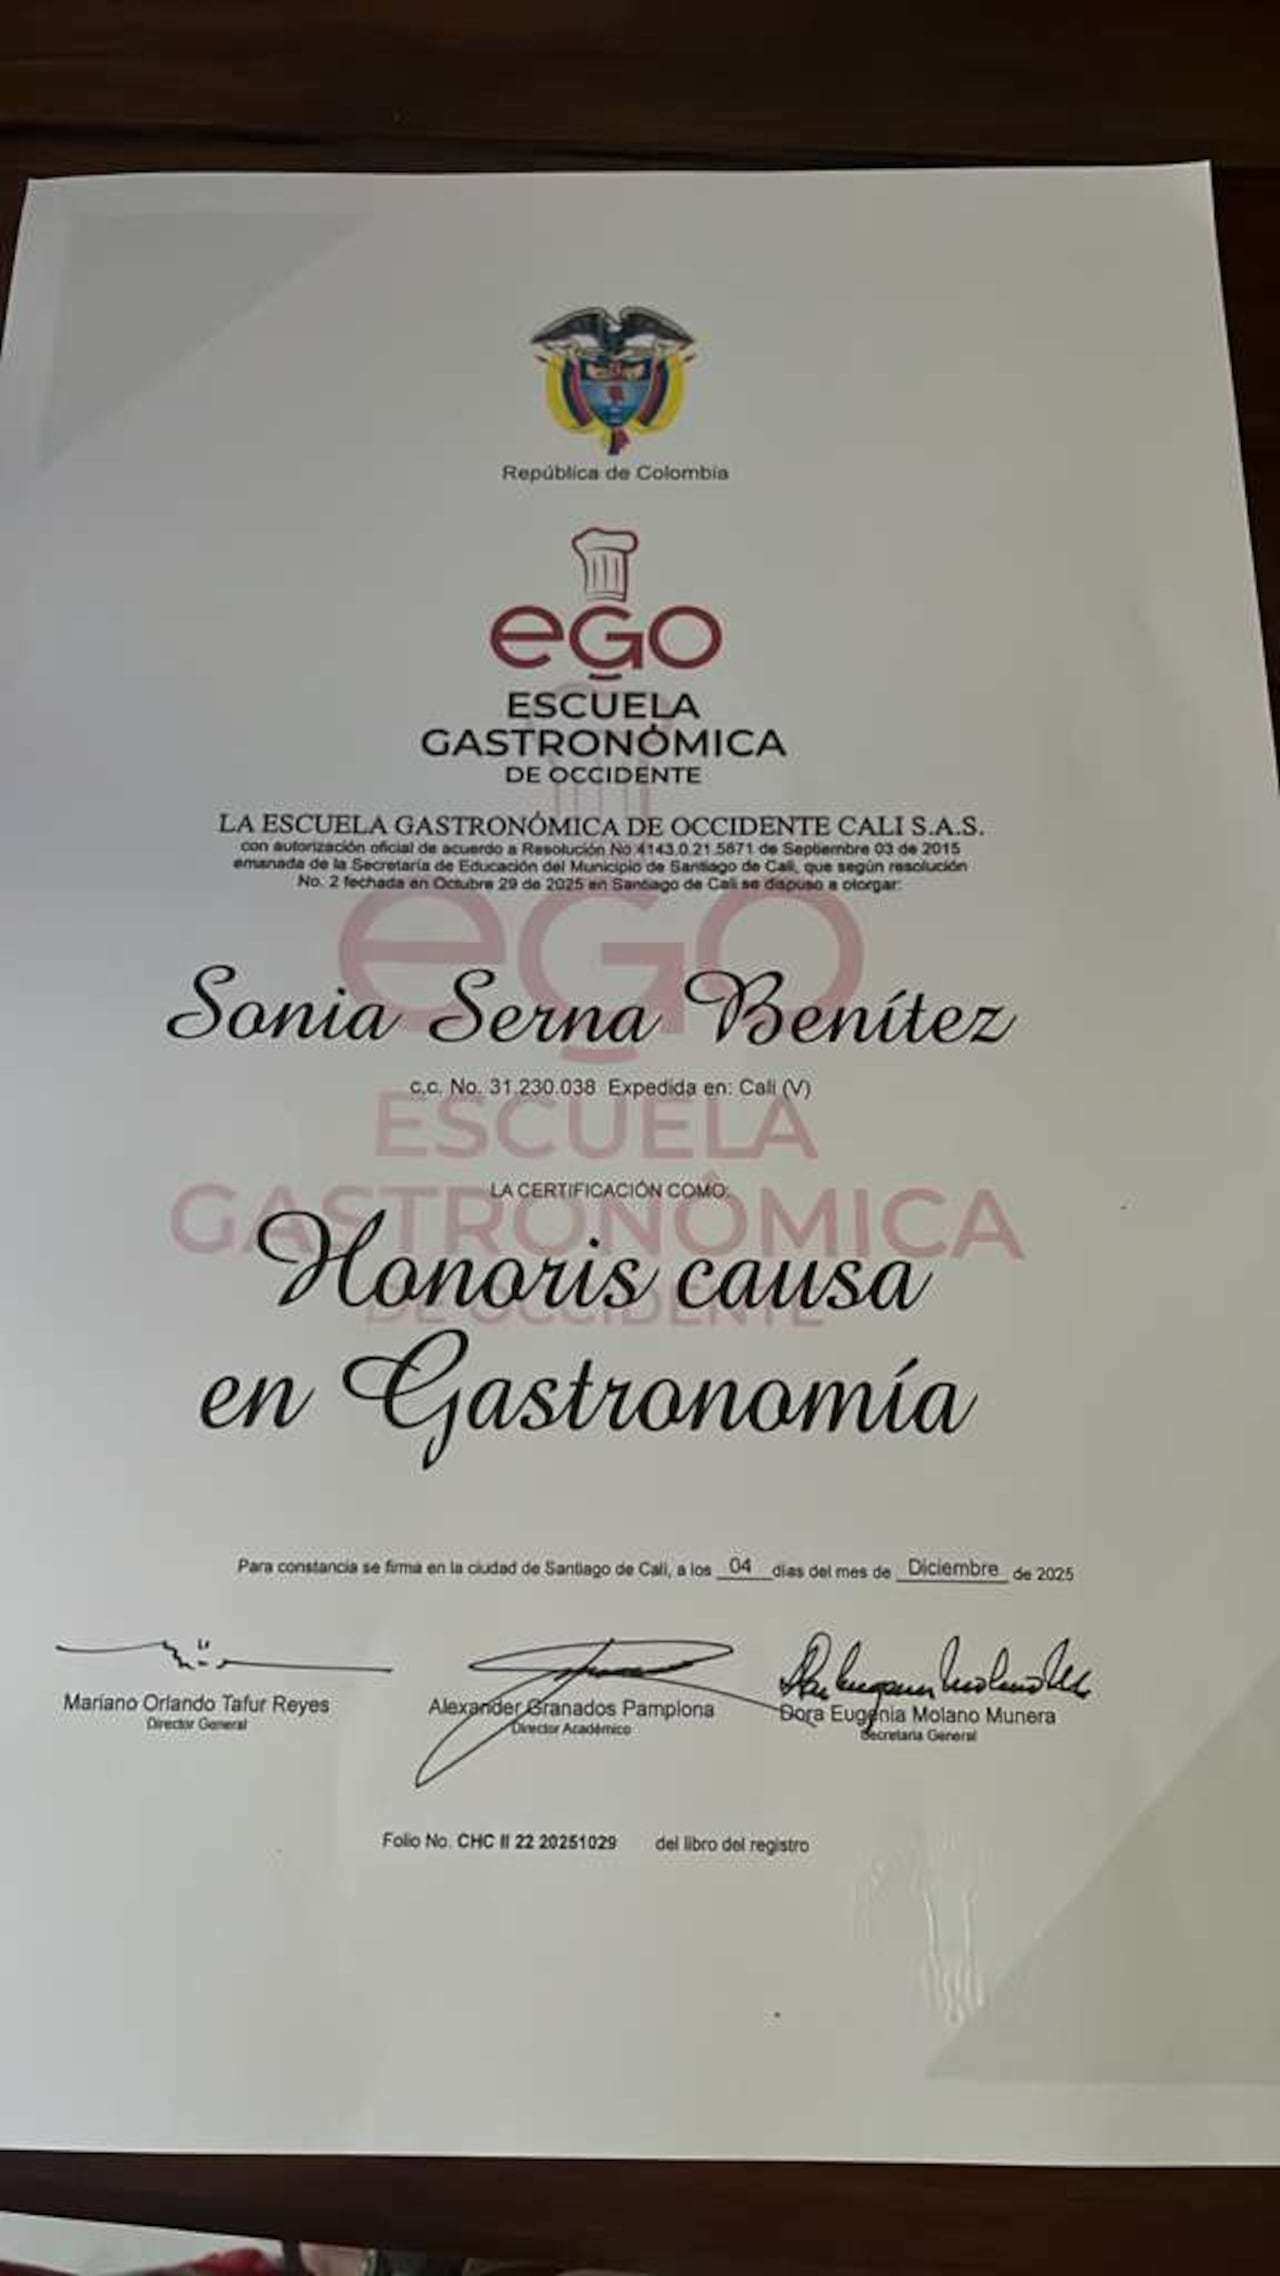 República de Colombia
eGo
ESCUELA
GASTRONÓMICA
DE OCCIDENTE
LA ESCUELA GASTRONÓMICA DE OCCIDENTE CALI S.A.S.
con autorización oficial de acuerdo a Resolución No 4143.0.21.5871 de Septiembre 03 de 2015
emanada de la Secretaría de Educación del Municipio de Santiago de Cali, que según resolución
No. 2 fechada en Octubre 29 de 2025 en Santiago de Cali se dispuso a otorgar:
eGo
Sonia Serna Benítez
c.c. No. 31.230.038 Expedida en: Cali (V)
ESCUELA
LA CERTIFICACIÓN COMO:
GASTRONÓMICA
Honoris causa
DE OCCIDENTE
en Gastronomía
Para constancia se firma en la ciudad de Santiago de Cali, a los 04 días del mes de Diciembre de 2025
Mariano Orlando Tafur Reyes
Director General
Alexander Granados Pamplona
Director Académico
Dora Eugenia Molano Munera
Secretaria General
Folio No. CHC II 22 20251029 del libro del registro